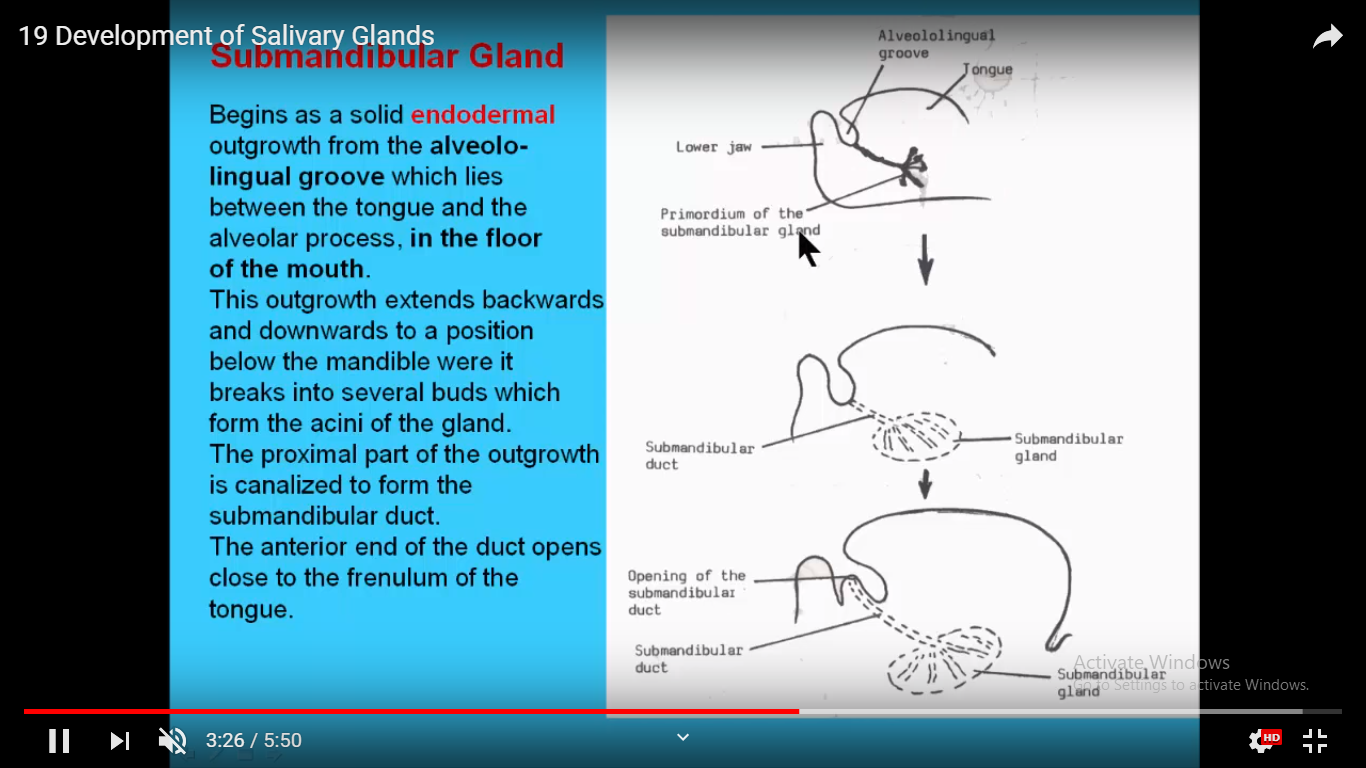 19 Development of Salivary Glands
Submandibular Gland
Begins as a solid endodermal
outgrowth from the alveolo-
lingual groove which lies
between the tongue and the
alveolar process, in the floor
of the mouth.
This outgrowth extends backwards
and downwards to a position
below the mandible were it
breaks into several buds which
form the acini of the gland.
The proximal part of the outgrowth
is canalized to form the
submandibular duct.
The anterior end of the duct opens
close to the frenulum of the
tongue.
Alveololingual
groove
Tongue
Lower jaw
Primordium of the
submandibular gland
Submandibular
duct
Submandibular
gland
Opening of the
submandibular
duct
Submandibular
duct
Submandibular
gland
Activate Windows
Go to Settings to activate Windows.
3:26 / 5:50
HD